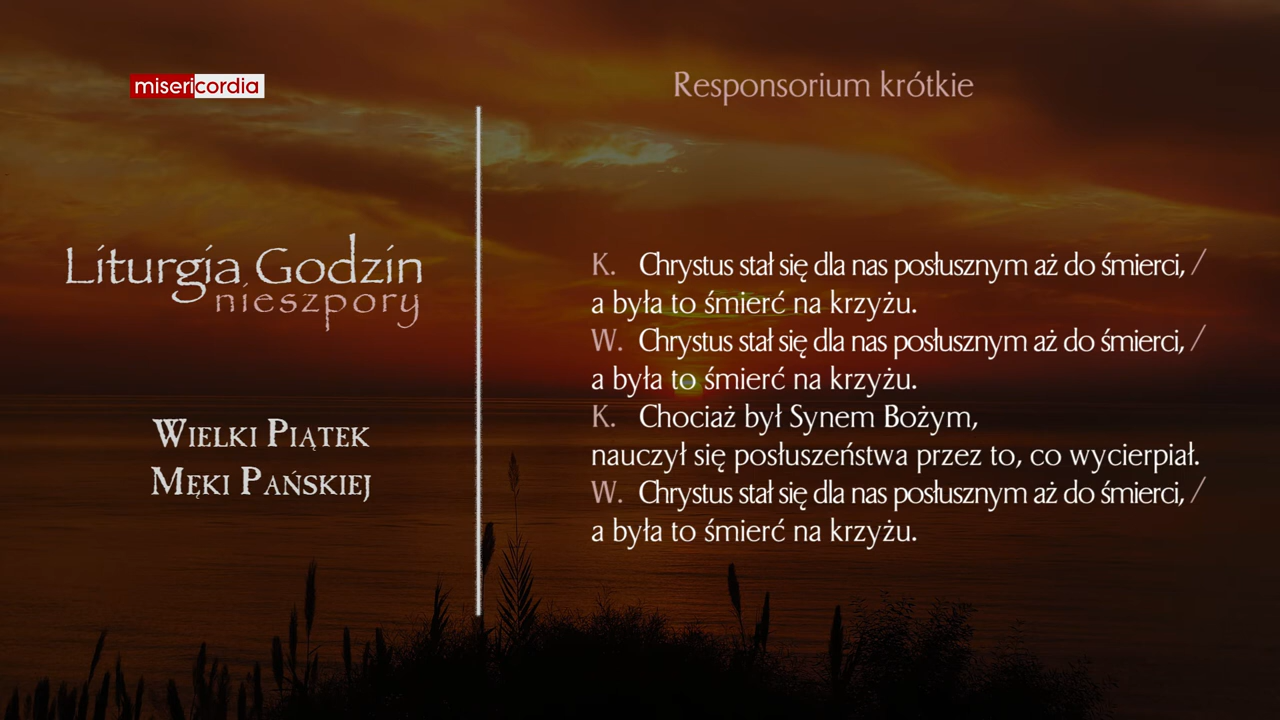 misericordia
Liturgia Godzin
nieszpory
Wielki Piątek
Męki Pańskiej
Responsorium krótkie
K. Chrystus stał się dla nas posłusznym aż do śmierci, /
a była to śmierć na krzyżu.
W. Chrystus stał się dla nas posłusznym aż do śmierci, /
a była to śmierć na krzyżu.
K. Chociaż był Synem Bożym,
nauczył się posłuszeństwa przez to, co wycierpiał.
W. Chrystus stał się dla nas posłusznym aż do śmierci, /
a była to śmierć na krzyżu.